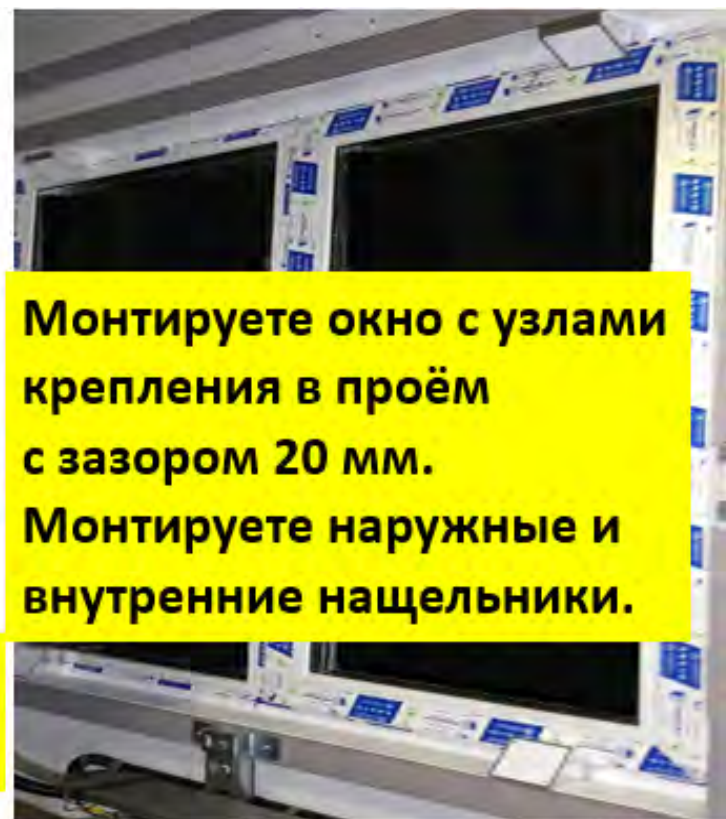 Монтируете окно с узлами
крепления в проём
с зазором 20 мм.
Монтируете наружные и
внутренние нащельники.